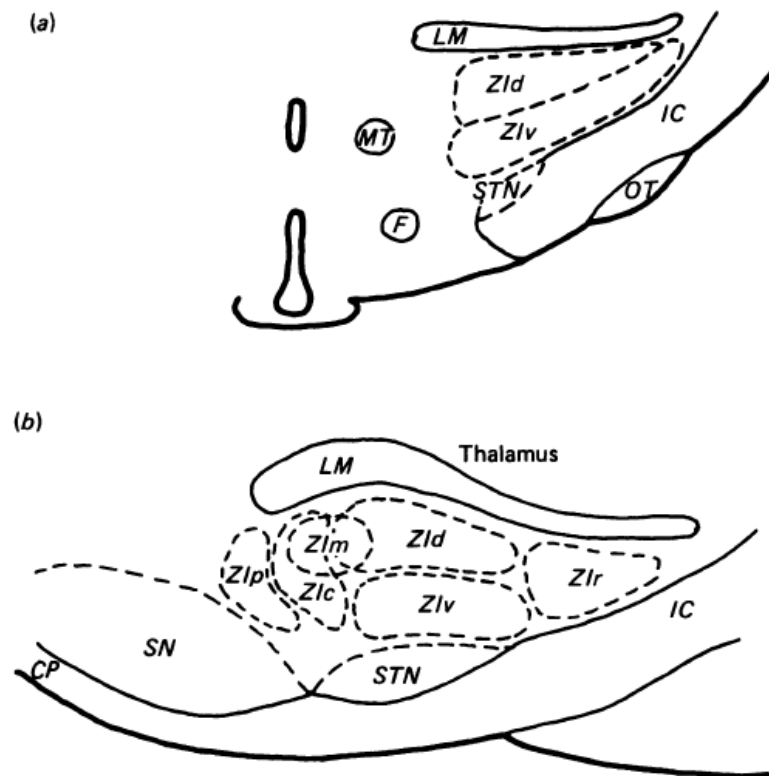 (a)
LM
ZId
IC
ZIv
MT
STN
OT
F
(b)
Thalamus
LM
ZIm
ZId
ZIp
ZIr
ZIc
ZIv
IC
SN
STN
CP